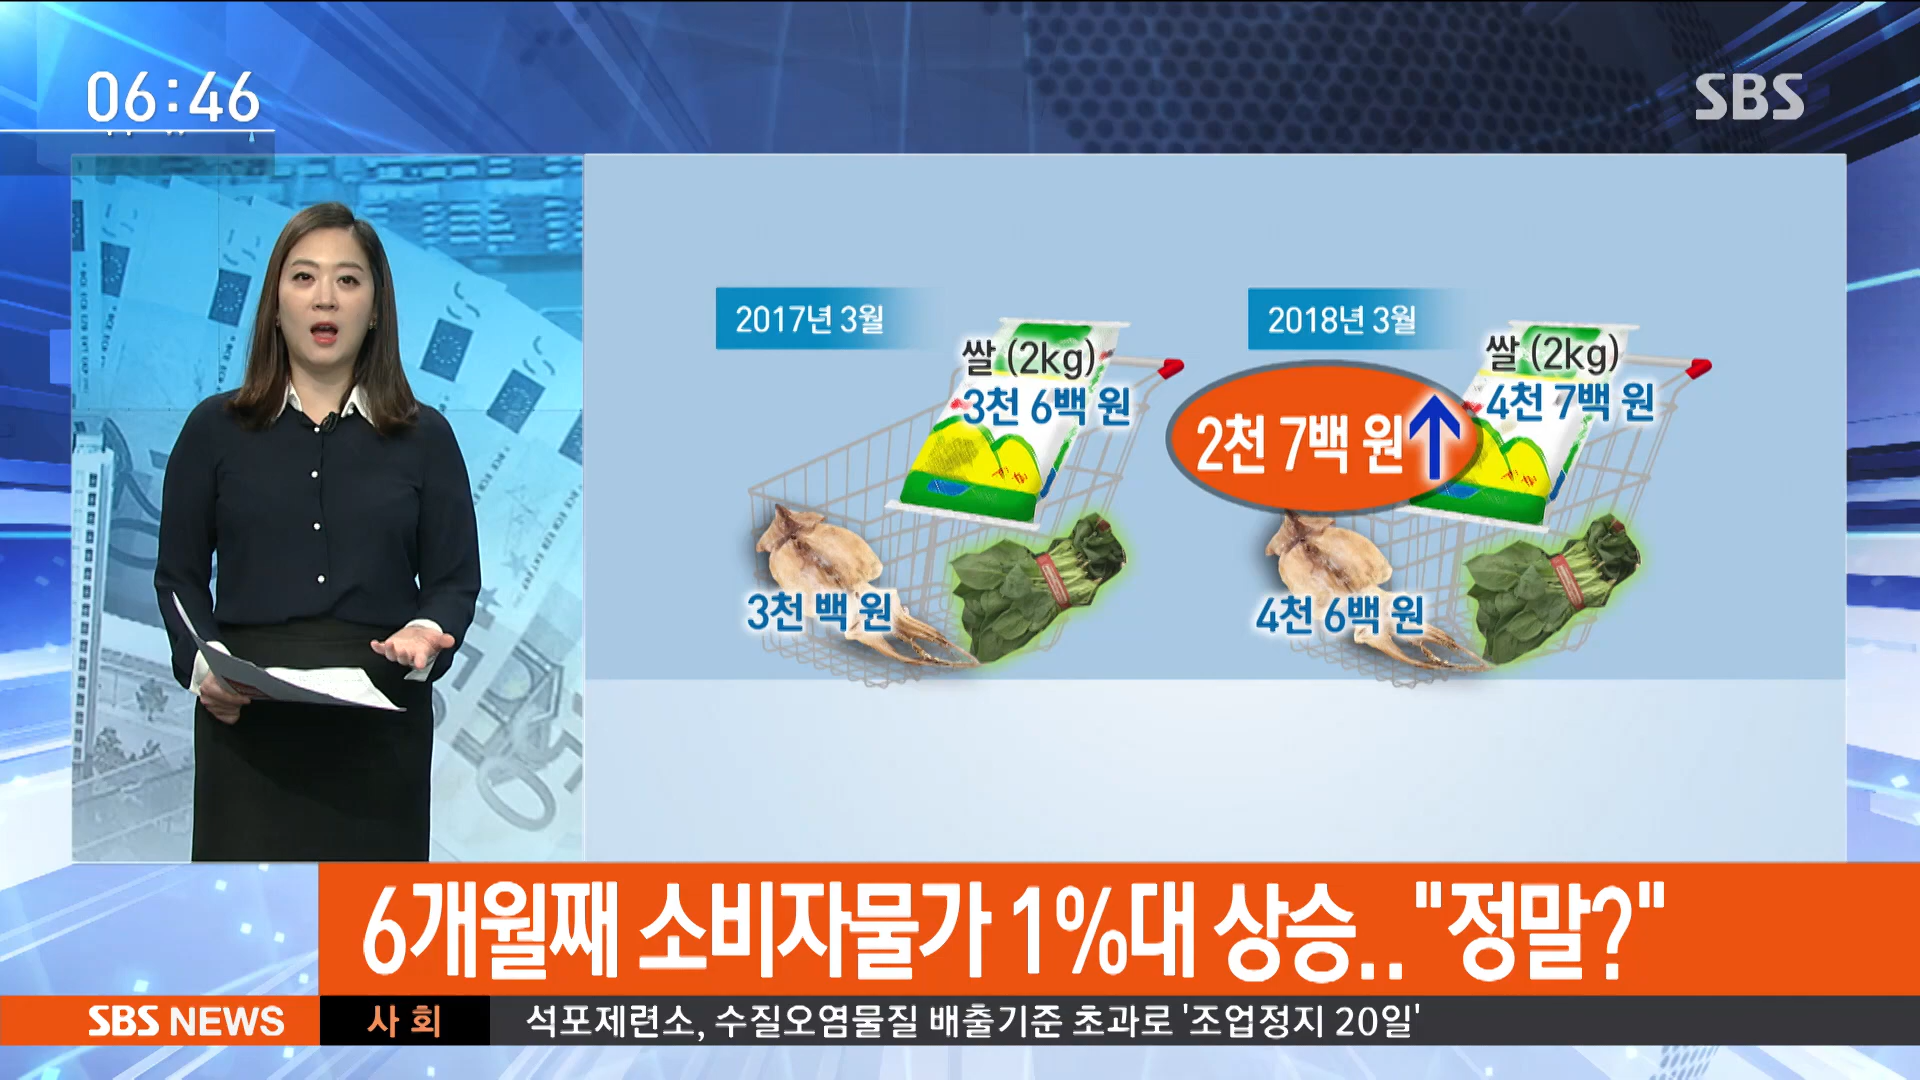 06:46
SBS
2017년 3월
쌀 (2kg)
3천 6백 원
3천 백 원
2018년 3월
쌀 (2kg)
4천 7백 원
2천 7백 원
4천 6백 원
6개월째 소비자물가 1%대 상승.. "정말?"
SBS NEWS
사 회
석포제련소, 수질오염물질 배출기준 초과로 '조업정지 20일'